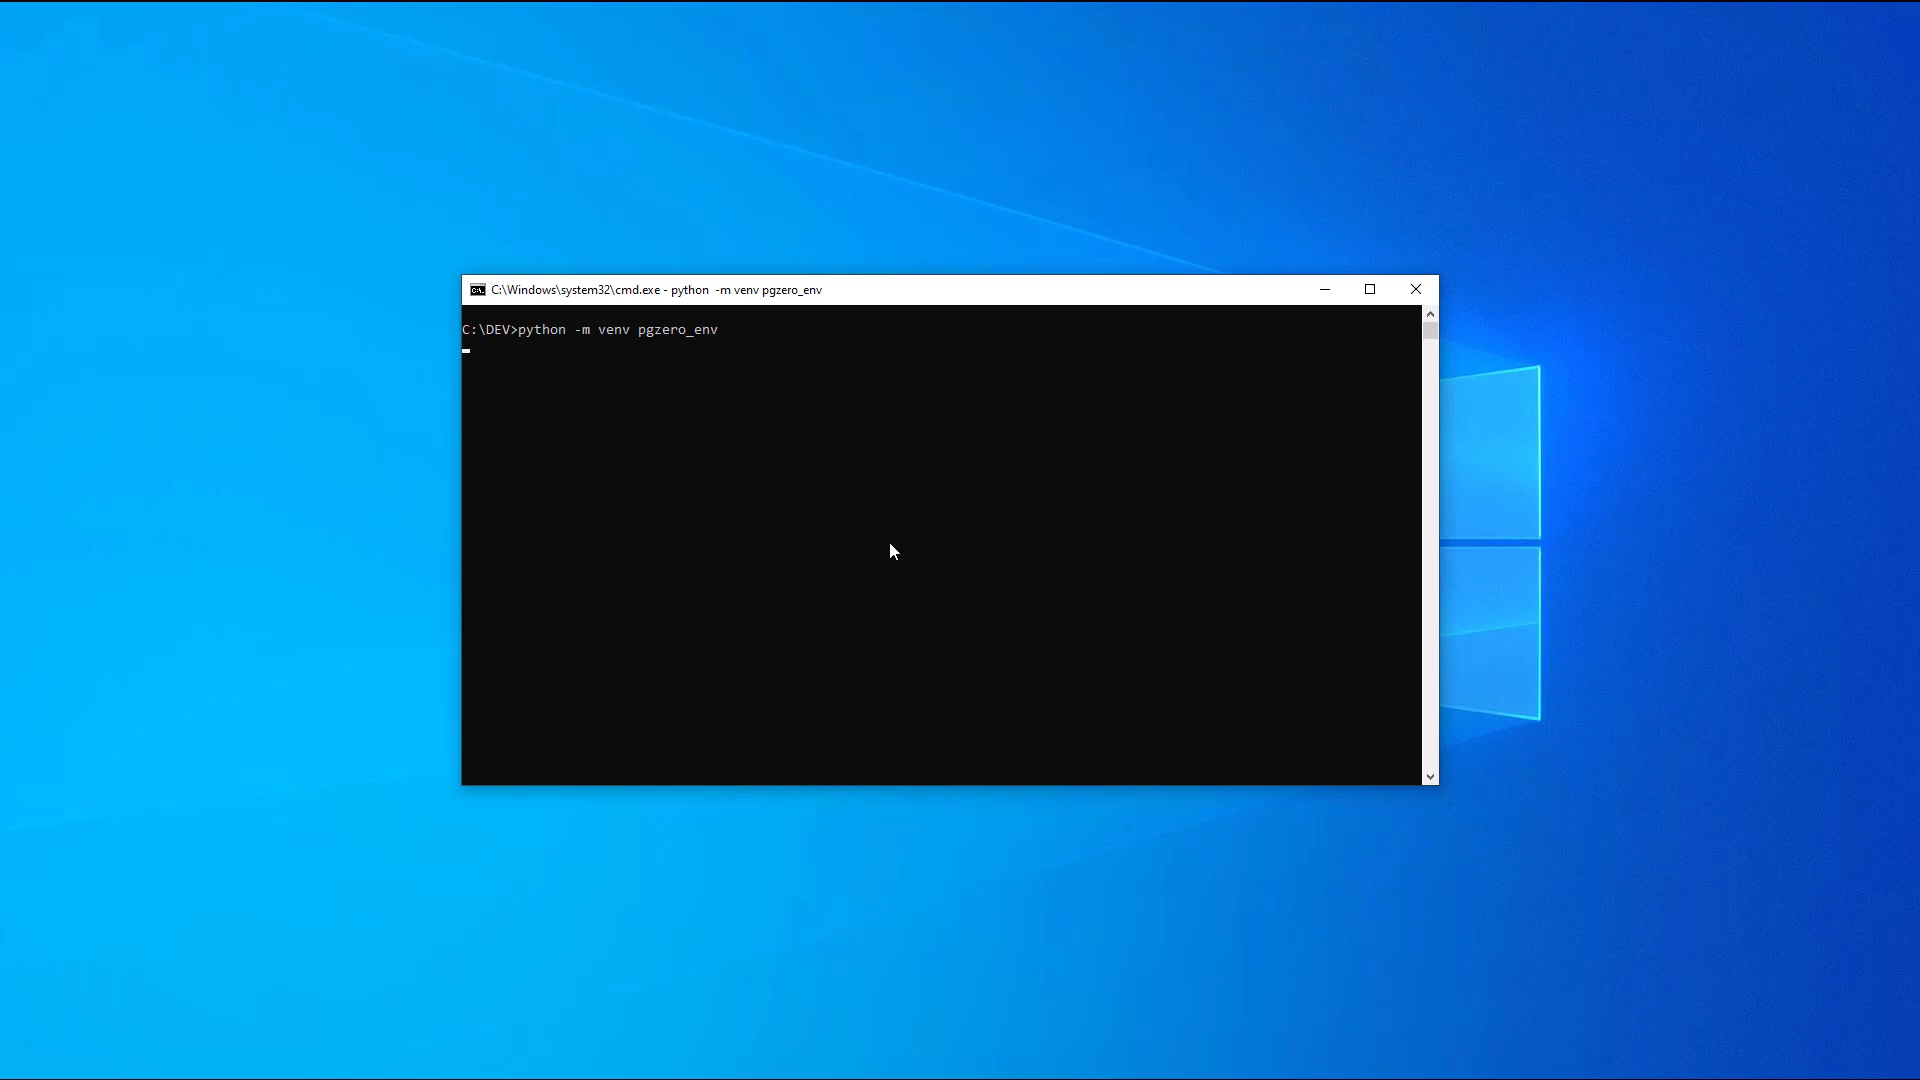 C:\Windows\system32\cmd.exe - python  -m venv pgzero_env
C:\DEV>python -m venv pgzero_env